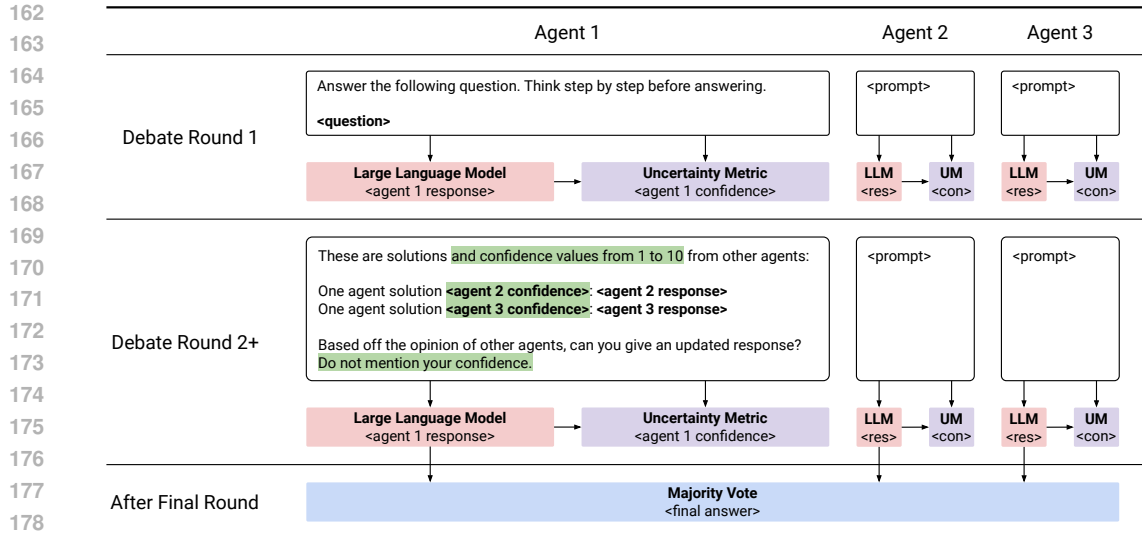 162
163
164
165
166
167
168
169
170
171
172
173
174
175
176
177
178
Agent 1 Agent 2 Agent 3
Debate Round 1
Answer the following question. Think step by step before answering.
<question>
<prompt>
<prompt>
Large Language Model
<agent 1 response>
Uncertainty Metric
<agent 1 confidence>
LLM
<res>
UM
<con>
LLM
<res>
UM
<con>
Debate Round 2+
These are solutions and confidence values from 1 to 10 from other agents:
One agent solution <agent 2 confidence>: <agent 2 response>
One agent solution <agent 3 confidence>: <agent 3 response>
Based off the opinion of other agents, can you give an updated response?
Do not mention your confidence.
<prompt>
<prompt>
Large Language Model
<agent 1 response>
Uncertainty Metric
<agent 1 confidence>
LLM
<res>
UM
<con>
LLM
<res>
UM
<con>
After Final Round
Majority Vote
<final answer>